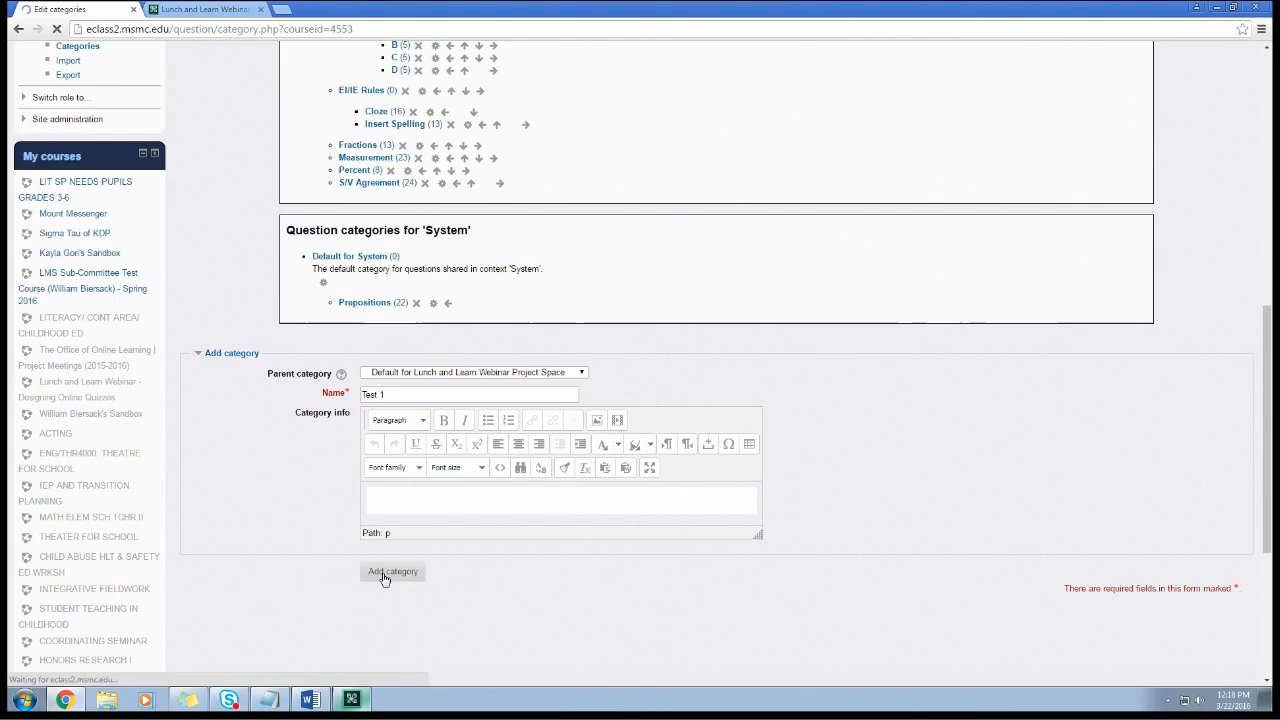 Edit categories
Lunch and Learn Webina
eclass2.msmc.edu/question/category.php?courseid=4553
Categories
Import
Export
Switch role to...
Site administration
My courses
LIT SP NEEDS PUPILS
GRADES 3-6
Mount Messenger
Sigma Tau of KDP
Kayla Gori's Sandbox
LMS Sub-Committee Test
Course (William Biersack) - Spring
2016
LITERACY/ CONT AREA/
CHILDHOOD ED
The Office of Online Learning |
Project Meetings (2015-2016)
Lunch and Learn Webinar -
Designing Online Quizzes
William Biersack's Sandbox
ACTING
ENG/THR4000 THEATRE
FOR SCHOOL
IEP AND TRANSITION
PLANNING
MATH ELEM SCH TCHR II
THEATER FOR SCHOOL
CHILD ABUSE HLT & SAFETY
ED WRKSH
INTEGRATIVE FIELDWORK
STUDENT TEACHING IN
CHILDHOOD
COORDINATING SEMINAR
HONORS RESEARCH I
B (5)
C (5)
D (5)
EI/IE Rules (0)
Cloze (16)
Insert Spelling (13)
Fractions (13)
Measurement (23)
Percent (8)
S/V Agreement (24)
Question categories for 'System'
Default for System (0)
The default category for questions shared in context 'System'.
Prepositions (22)
Add category
Parent category
Default for Lunch and Learn Webinar Project Space
Name*
Test 1
Category info
Paragraph
Font family
Font size
Path: p
Add category
There are required fields in this form marked *.
Waiting for eclass2.msmc.edu...
12:18 PM
3/22/2016